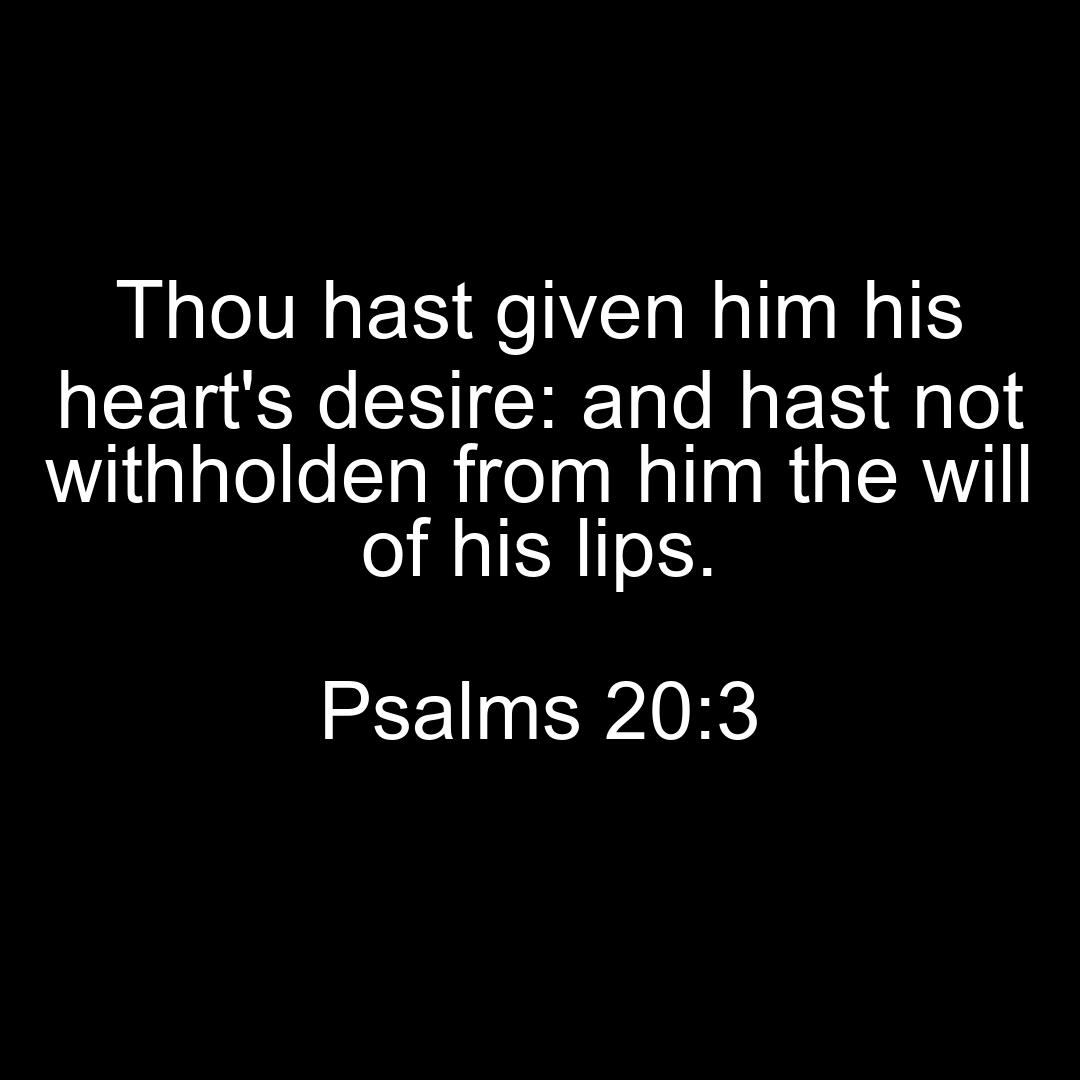 Thou hast given him his
heart's desire: and hast not
withholden from him the will
of his lips.
Psalms 20:3